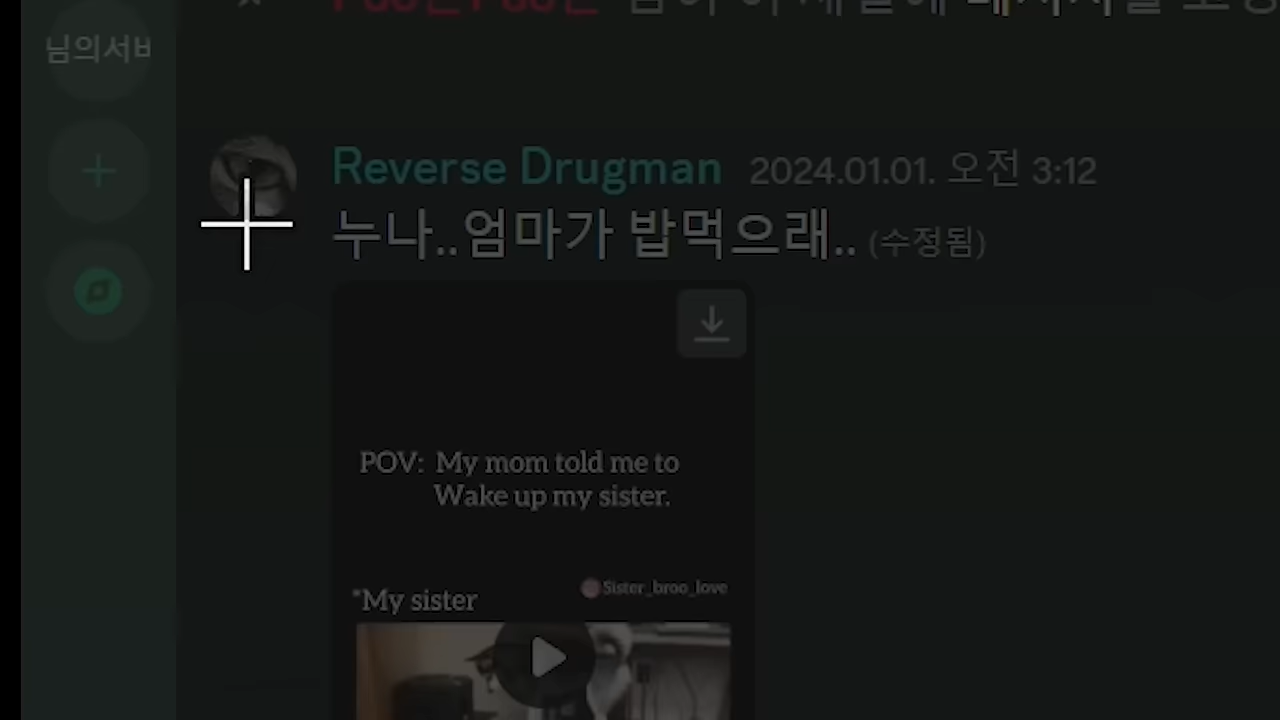 님의서버
Reverse Drugman 2024.01.01. 오전 3:12
누나..엄마가 밥먹으래.. (수정됨)
POV: My mom told me to
Wake up my sister.
Sister_broo_love
"My sister